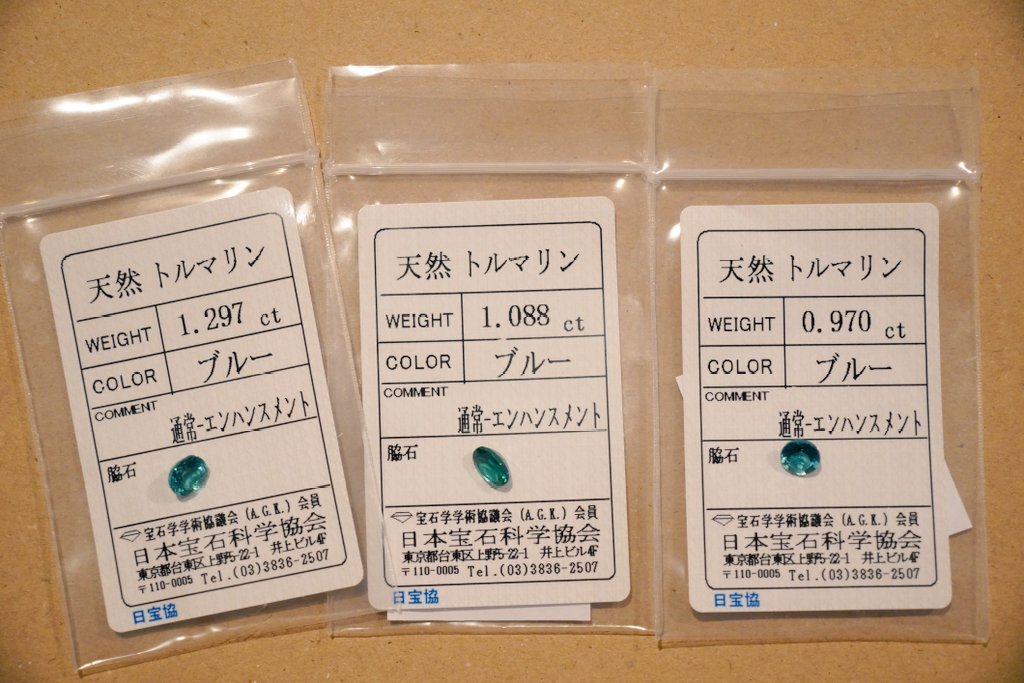 天然 トルマリン
WEIGHT 1.297 ct
COLOR ブルー
COMMENT
通常-エンハンスメント
脇石
宝石学学術協議会 (A.G.K.) 会員
日本宝石科学協会
東京都台東区上野5-22-1 井上ビル4F
〒110-0005 Tel.(03)3836-2507
日宝協
天然 トルマリン
WEIGHT 1.088 ct
COLOR ブルー
COMMENT
通常-エンハンスメント
脇石
宝石学学術協議会 (A.G.K.) 会員
日本宝石科学協会
東京都台東区上野5-22-1 井上ビル4F
〒110-0005 Tel.(03)3836-2507
日宝協
天然 トルマリン
WEIGHT 0.970 ct
COLOR ブルー
COMMENT
通常-エンハンスメント
脇石
宝石学学術協議会 (A.G.K.) 会員
日本宝石科学協会
東京都台東区上野5-22-1 井上ビル4F
〒110-0005 Tel.(03)3836-2507
日宝協